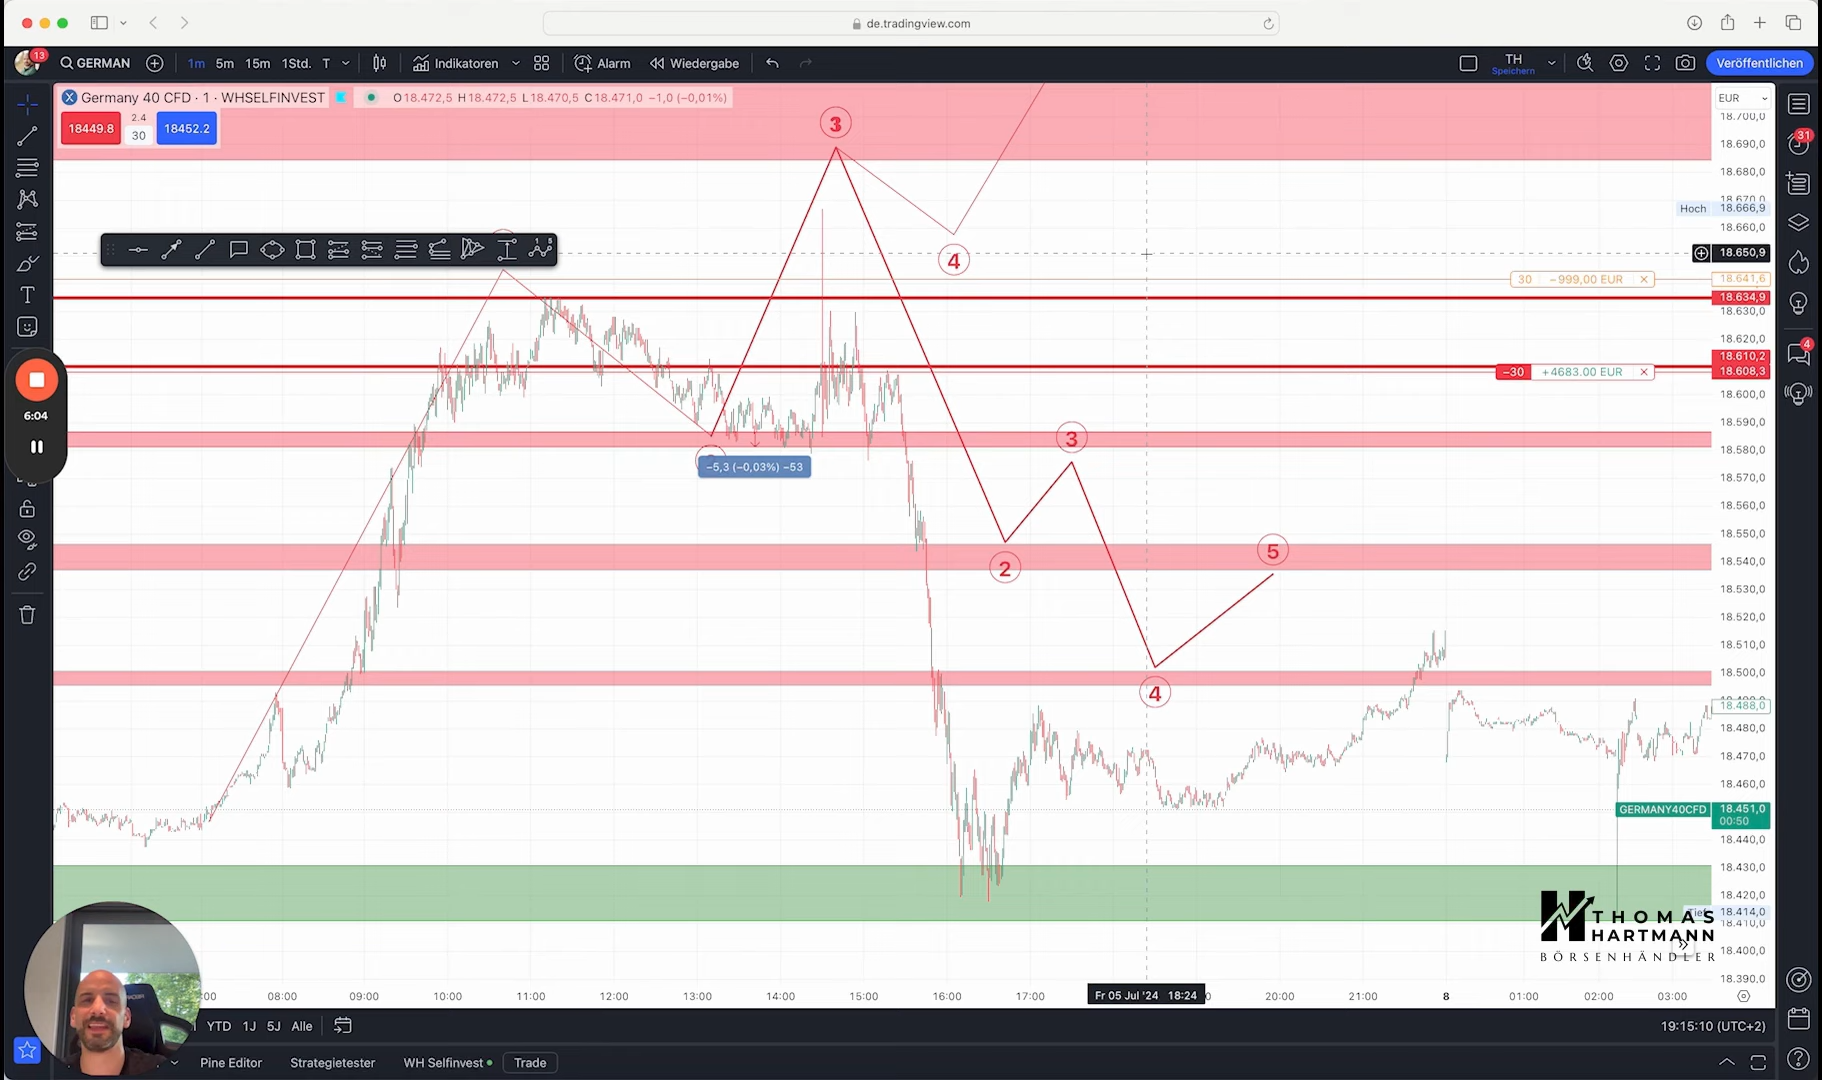 de.tradingview.com
13
GERMAN
1m 5m 15m 1Std. T
Indikatoren
Alarm
Wiedergabe
TH
Speichern
Veröffentlichen
Germany 40 CFD · 1 · WHSELFINVEST
O18.472,5 H18.472,5 L18.470,5 C18.471,0 −1,0 (−0,01%)
18449.8
2.4
30
18452.2
EUR
18.700,0
18.690,0
18.680,0
18.670,0
Hoch 18.666,9
18.660,0
18.650,9
30 −999,00 EUR
18.641,6
18.634,9
18.630,0
18.620,0
18.610,2
−30 +4683.00 EUR
18.608,3
18.600,0
18.590,0
18.580,0
18.570,0
18.560,0
18.550,0
18.540,0
18.530,0
18.520,0
18.510,0
18.500,0
18.488,0
18.480,0
18.470,0
18.460,0
GERMANY40CFD
18.451,0
00:50
18.440,0
18.430,0
18.420,0
Tief 18.414,0
18.410,0
18.400,0
18.390,0
31
4
3
4
−5,3 (−0,03%) −53
3
2
5
4
6:04
THOMAS
HARTMANN
BÖRSENHÄNDLER
:00 08:00 09:00 10:00 11:00 12:00 13:00 14:00 15:00 16:00 17:00 Fr 05 Jul '24 18:24 20:00 21:00 8 01:00 02:00 03:00
YTD 1J 5J Alle
19:15:10 (UTC+2)
Pine Editor Strategietester WH Selfinvest Trade